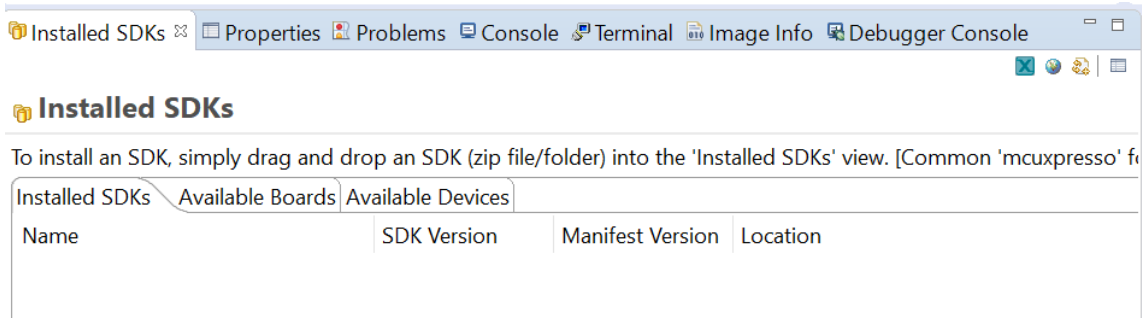 Installed SDKs Properties Problems Console Terminal Image Info Debugger Console
Installed SDKs
To install an SDK, simply drag and drop an SDK (zip file/folder) into the 'Installed SDKs' view. [Common 'mcuxpresso'
Installed SDKs Available Boards Available Devices
Name SDK Version Manifest Version Location